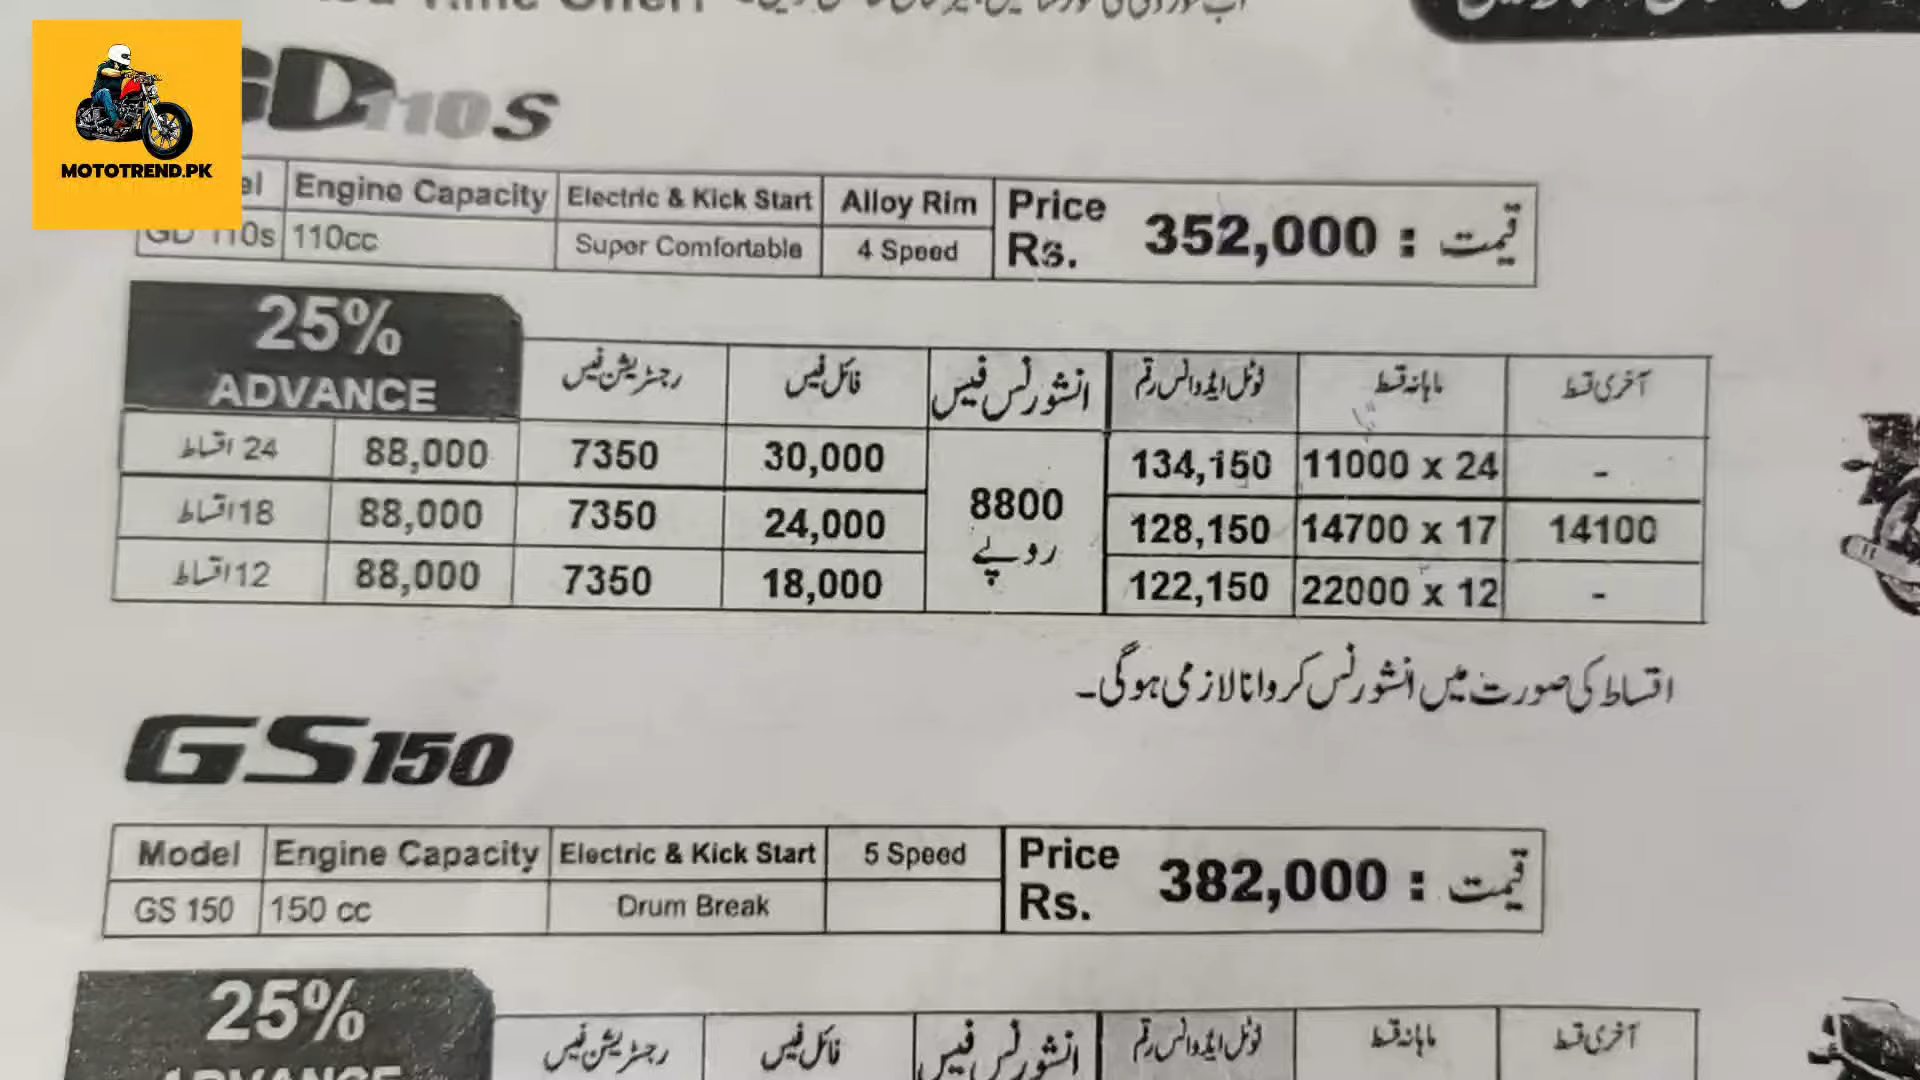 MOTOTREND.PK
GD110S
Engine Capacity Electric & Kick Start Alloy Rim Price Rs. 352,000 : قیمت
GD 110s 110cc Super Comfortable 4 Speed
25%
ADVANCE
رجسٹریشن فیس فائل فیس انشورنس فیس ٹوٹل ایڈوانس رقم ماہانہ قسط آخری قسط
24 اقساط 88,000 7350 30,000 134,150 11000 x 24 -
18 اقساط 88,000 7350 24,000 8800 روپے 128,150 14700 x 17 14100
12 اقساط 88,000 7350 18,000 122,150 22000 x 12 -
اقساط کی صورت میں انشورنس کروانا لازمی ہوگی۔
GS150
Model Engine Capacity Electric & Kick Start 5 Speed Price Rs. 382,000 : قیمت
GS 150 150 cc Drum Break
25%
ADVANCE
رجسٹریشن فیس فائل فیس انشورنس فیس ٹوٹل ایڈوانس رقم ماہانہ قسط آخری قسط